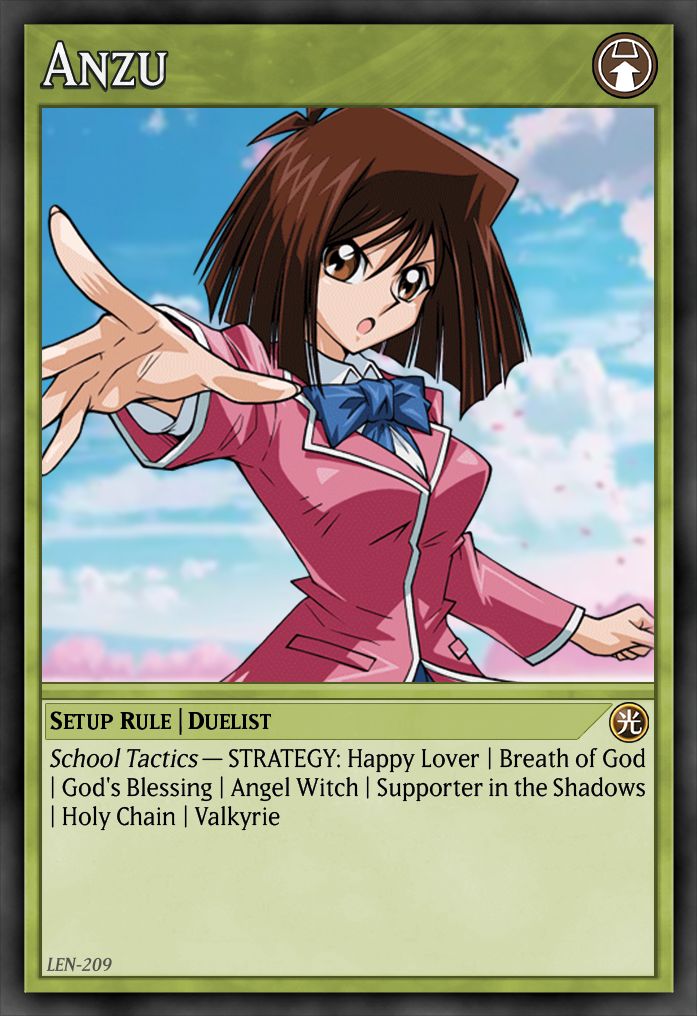 Anzu
Setup Rule | Duelist
光
School Tactics — STRATEGY: Happy Lover | Breath of God
| God's Blessing | Angel Witch | Supporter in the Shadows
| Holy Chain | Valkyrie
LEN-209